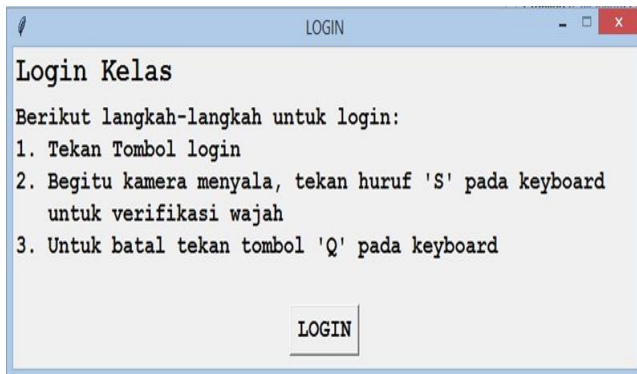 LOGIN
Login Kelas
Berikut langkah-langkah untuk login:
1. Tekan Tombol login
2. Begitu kamera menyala, tekan huruf 'S' pada keyboard
untuk verifikasi wajah
3. Untuk batal tekan tombol 'Q' pada keyboard
LOGIN